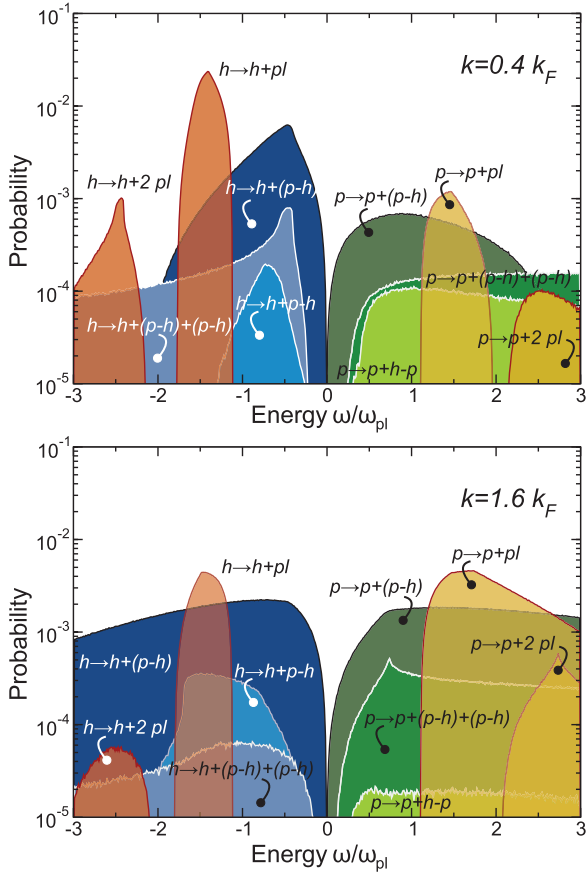 10⁻¹
k=0.4 k_F
h→h+pl
10⁻²
h→h+2 pl
h→h+(p-h)
p→p+(p-h)
p→p+pl
10⁻³
Probability
p→p+(p-h)+(p-h)
10⁻⁴
h→h+p-h
h→h+(p-h)+(p-h)
p→p+2 pl
p→p+h-p
10⁻⁵
-3 -2 -1 0 1 2 3
Energy ω/ω_pl
10⁻¹
k=1.6 k_F
10⁻²
h→h+pl
p→p+pl
p→p+(p-h)
10⁻³
Probability
h→h+(p-h)
h→h+p-h
p→p+2 pl
h→h+2 pl
p→p+(p-h)+(p-h)
10⁻⁴
h→h+(p-h)+(p-h)
p→p+h-p
10⁻⁵
-3 -2 -1 0 1 2 3
Energy ω/ω_pl